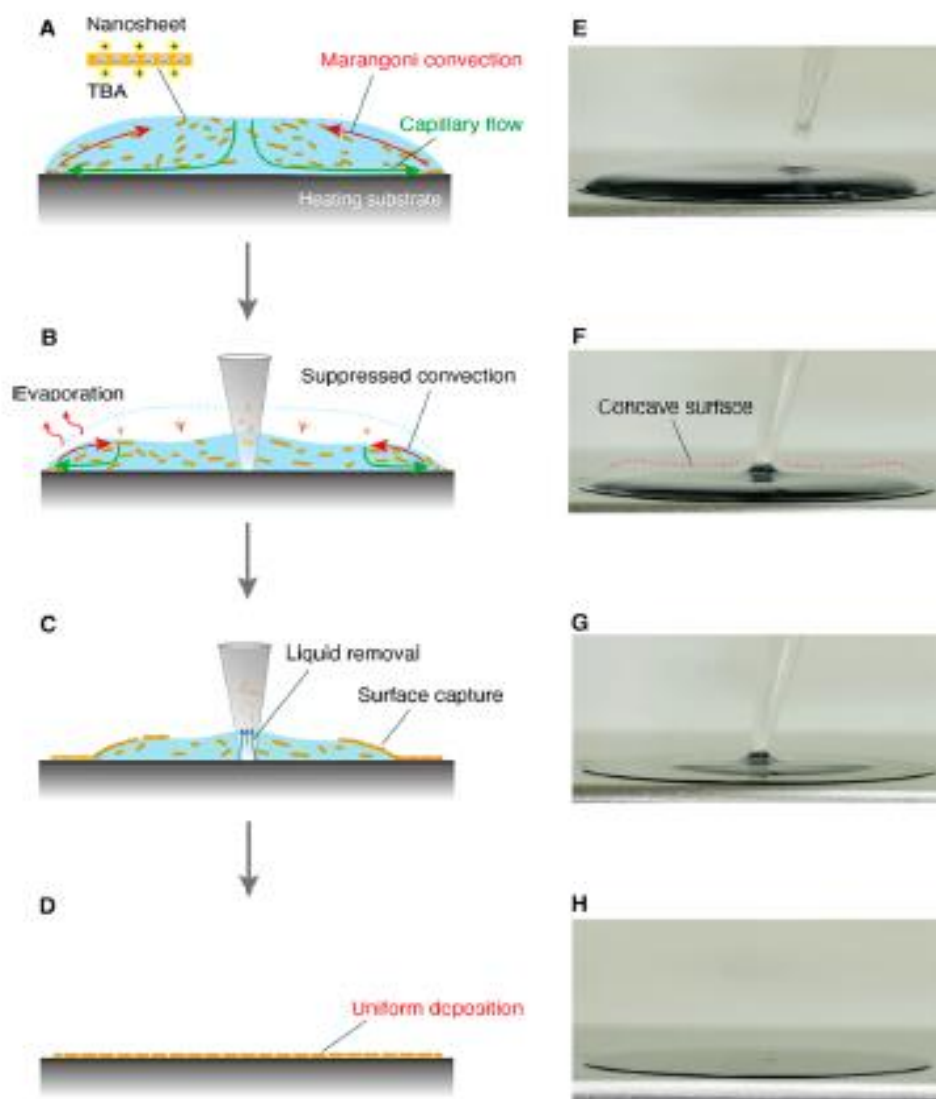 A
Nanosheet
TBA
Marangoni convection
Capillary flow
Heating substrate
E
B
Evaporation
Suppressed convection
F
Concave surface
C
Liquid removal
Surface capture
G
D
Uniform deposition
H